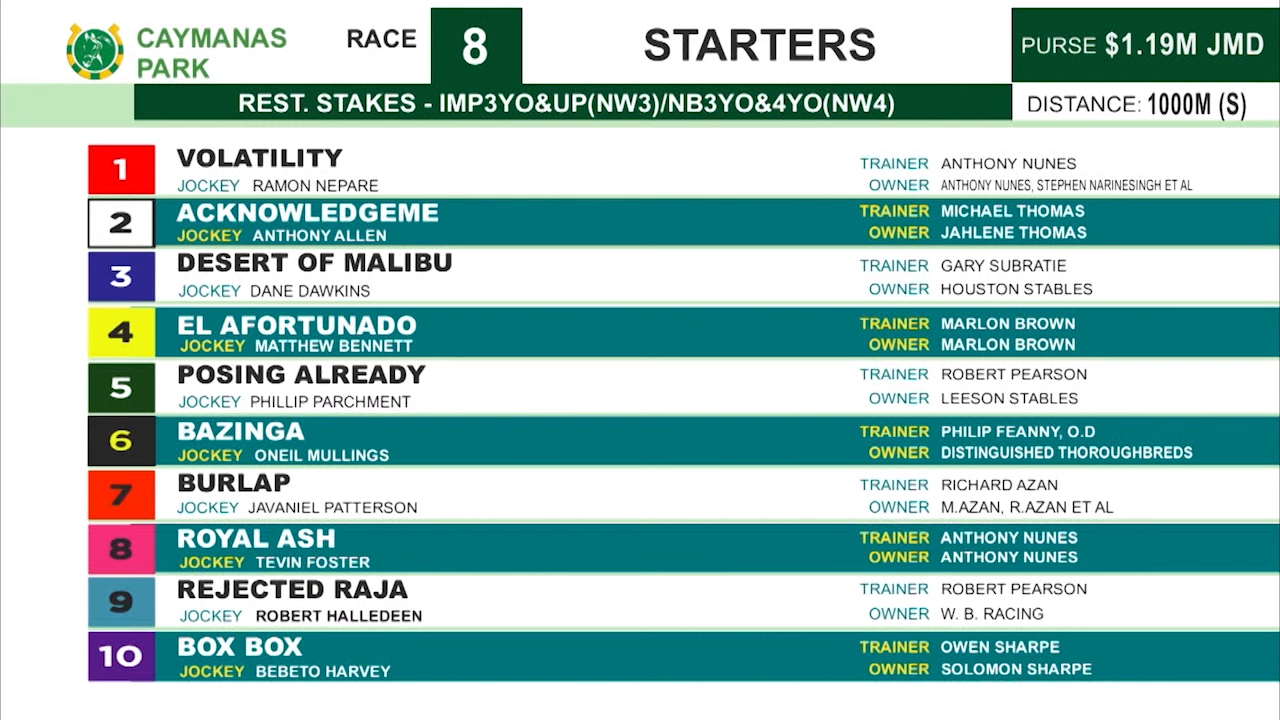 CAYMANAS
PARK
RACE 8 STARTERS PURSE $1.19M JMD
REST. STAKES - IMP3YO&UP(NW3)/NB3YO&4YO(NW4) DISTANCE: 1000M (S)
1 VOLATILITY TRAINER ANTHONY NUNES
JOCKEY RAMON NEPARE OWNER ANTHONY NUNES, STEPHEN NARINESINGH ET AL
2 ACKNOWLEDGEME TRAINER MICHAEL THOMAS
JOCKEY ANTHONY ALLEN OWNER JAHLENE THOMAS
3 DESERT OF MALIBU TRAINER GARY SUBRATIE
JOCKEY DANE DAWKINS OWNER HOUSTON STABLES
4 EL AFORTUNADO TRAINER MARLON BROWN
JOCKEY MATTHEW BENNETT OWNER MARLON BROWN
5 POSING ALREADY TRAINER ROBERT PEARSON
JOCKEY PHILLIP PARCHMENT OWNER LEESON STABLES
6 BAZINGA TRAINER PHILIP FEANNY, O.D
JOCKEY ONEIL MULLINGS OWNER DISTINGUISHED THOROUGHBREDS
7 BURLAP TRAINER RICHARD AZAN
JOCKEY JAVANIEL PATTERSON OWNER M.AZAN, R.AZAN ET AL
8 ROYAL ASH TRAINER ANTHONY NUNES
JOCKEY TEVIN FOSTER OWNER ANTHONY NUNES
9 REJECTED RAJA TRAINER ROBERT PEARSON
JOCKEY ROBERT HALLEDEEN OWNER W. B. RACING
10 BOX BOX TRAINER OWEN SHARPE
JOCKEY BEBETO HARVEY OWNER SOLOMON SHARPE